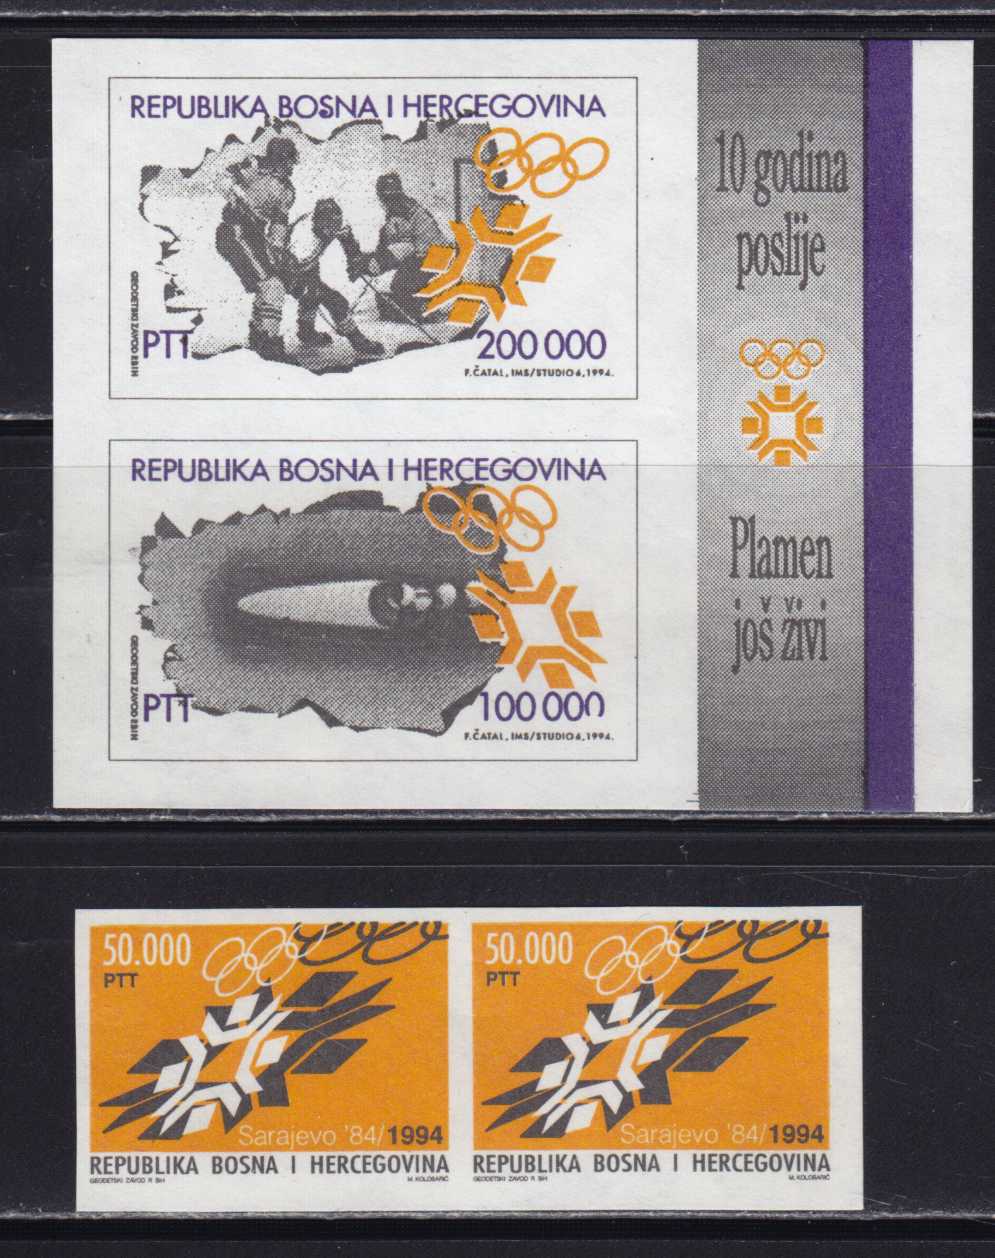 REPUBLIKA BOSNA I HERCEGOVINA
GEODETSKI ZAVOD RBIH
PTT
200 000
F. ČATAL, IMS/STUDIO 6, 1994.
REPUBLIKA BOSNA I HERCEGOVINA
GEODETSKI ZAVOD RBIH
PTT
100 000
F. ČATAL, IMS/STUDIO 6, 1994.
10 godina
poslije
Plamen
još živi
50.000
PTT
Sarajevo '84/1994
REPUBLIKA BOSNA I HERCEGOVINA
GEODETSKI ZAVOD R BiH M. KOLOBARIĆ
50.000
PTT
Sarajevo '84/1994
REPUBLIKA BOSNA I HERCEGOVINA
GEODETSKI ZAVOD R BiH M. KOLOBARIĆ